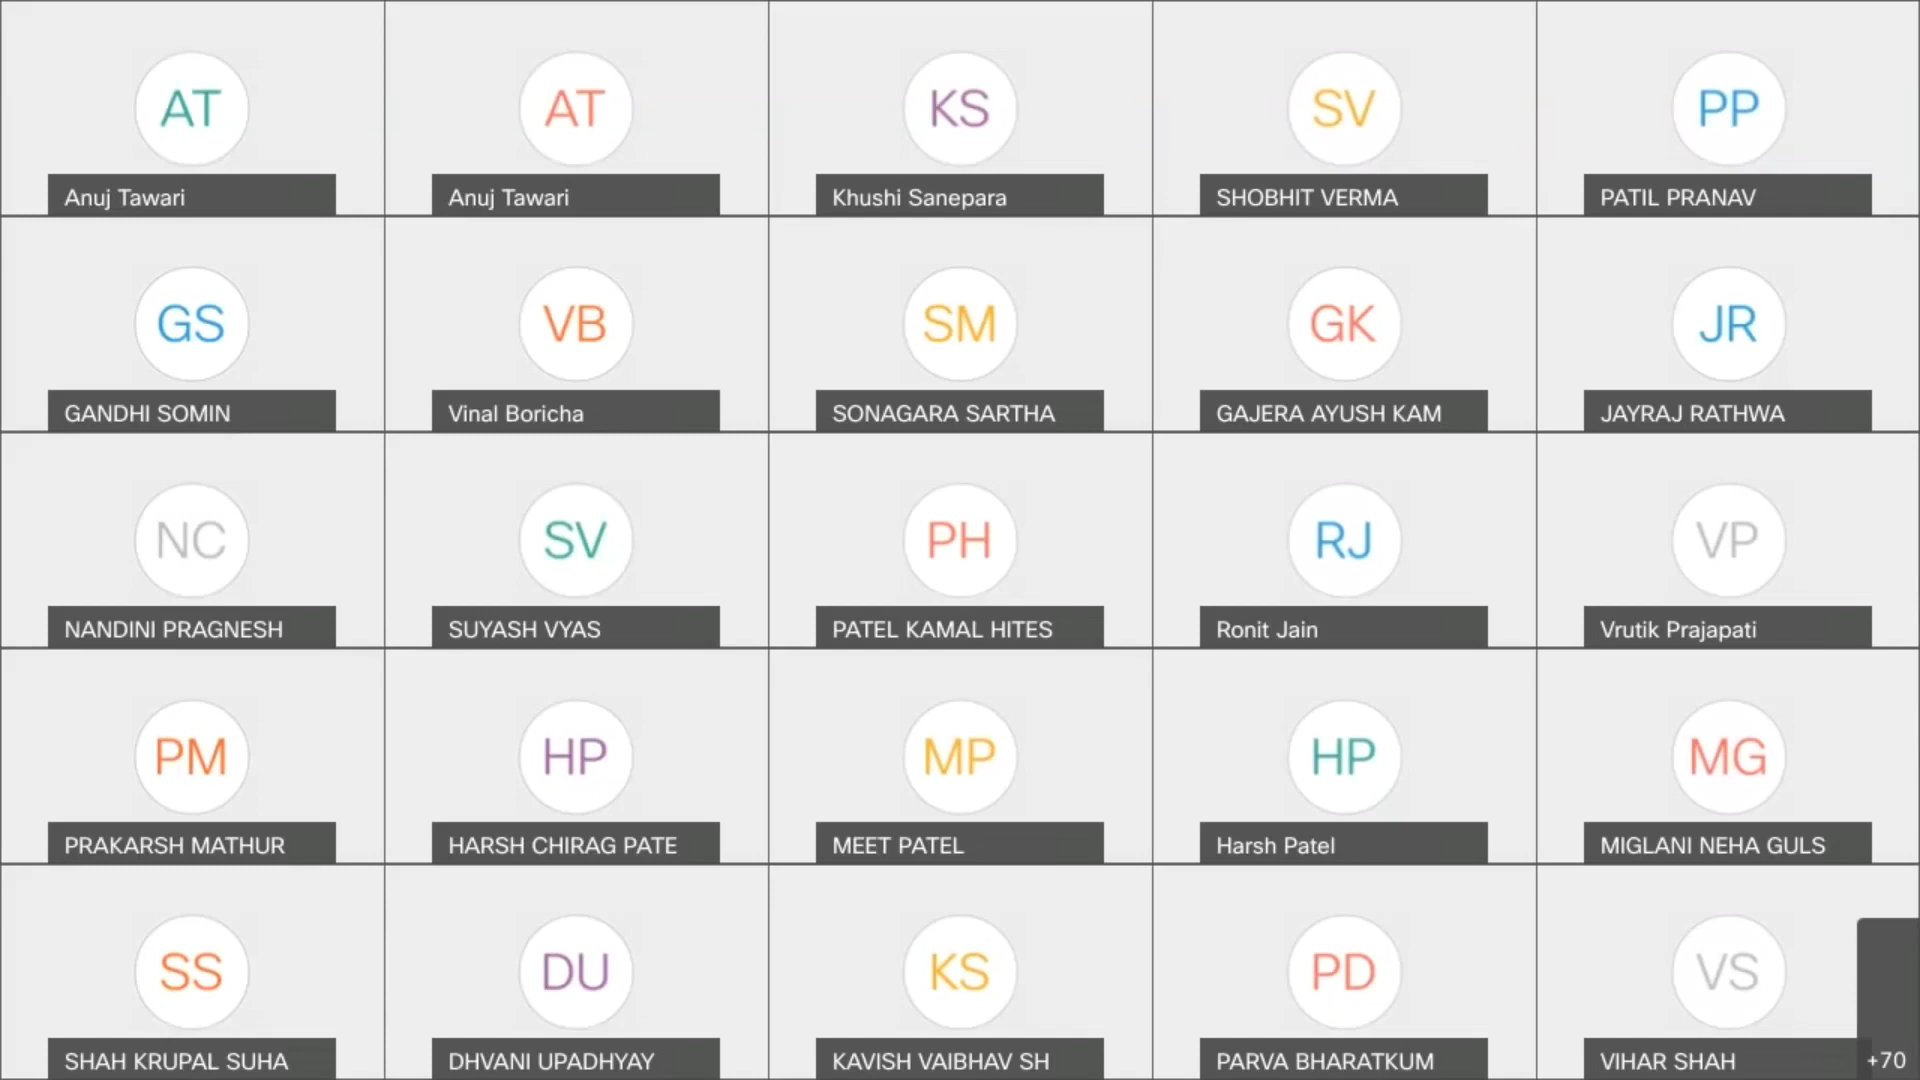 AT
AT
KS
SV
PP
Anuj Tawari
Anuj Tawari
Khushi Sanepara
SHOBHIT VERMA
PATIL PRANAV
GS
VB
SM
GK
JR
GANDHI SOMIN
Vinal Boricha
SONAGARA SARTHA
GAJERA AYUSH KAM
JAYRAJ RATHWA
NC
SV
PH
RJ
VP
NANDINI PRAGNESH
SUYASH VYAS
PATEL KAMAL HITES
Ronit Jain
Vrutik Prajapati
PM
HP
MP
HP
MG
PRAKARSH MATHUR
HARSH CHIRAG PATE
MEET PATEL
Harsh Patel
MIGLANI NEHA GULS
SS
DU
KS
PD
VS
SHAH KRUPAL SUHA
DHVANI UPADHYAY
KAVISH VAIBHAV SH
PARVA BHARATKUM
VIHAR SHAH
+70